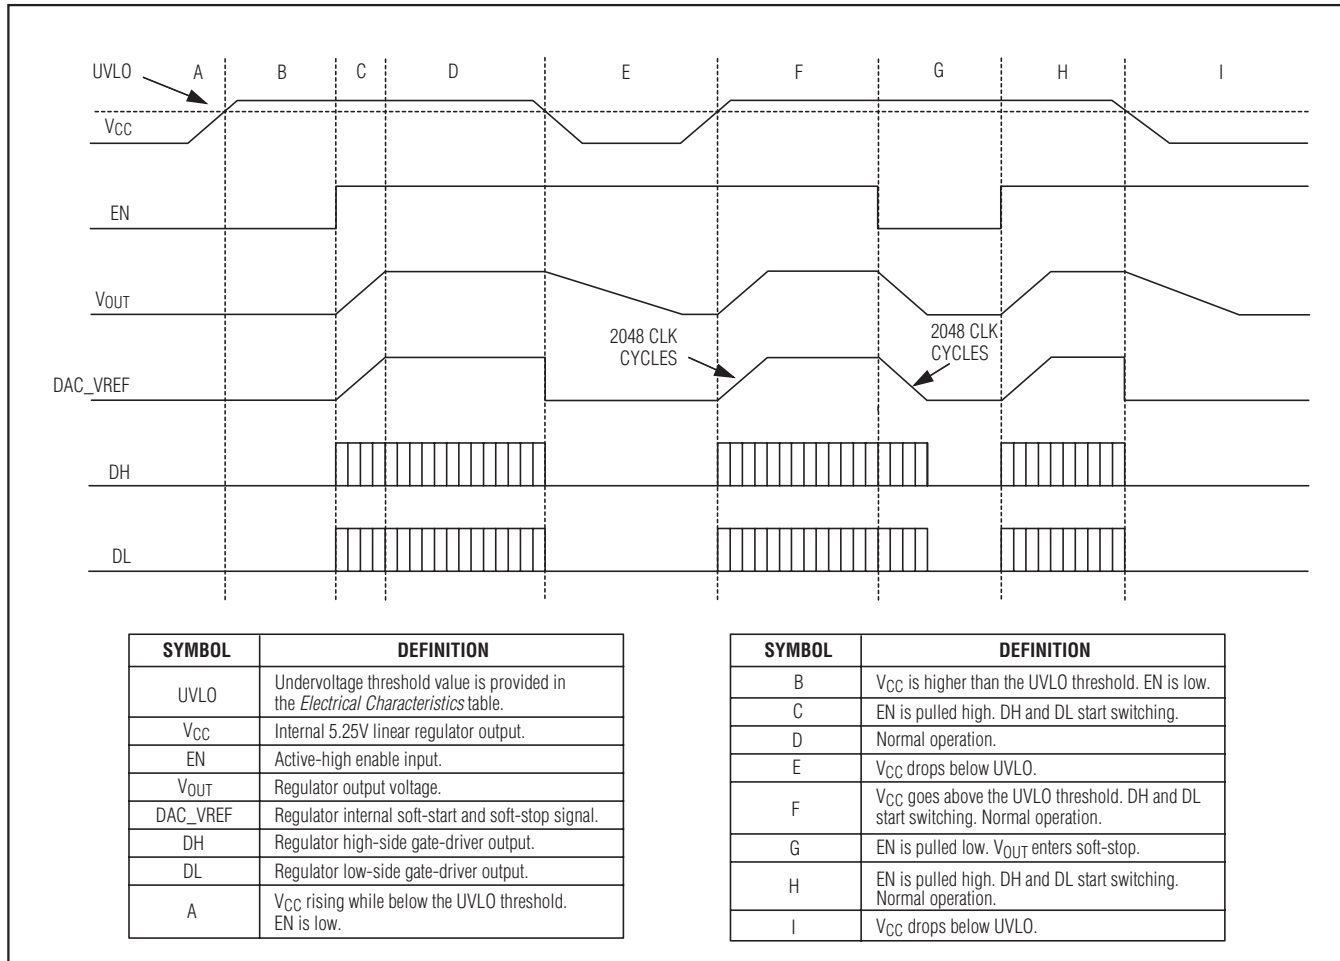 UVLO
A
B
C
D
E
F
G
H
I
VCC
EN
VOUT
2048 CLK
CYCLES
2048 CLK
CYCLES
DAC_VREF
DH
DL
SYMBOL DEFINITION
UVLO Undervoltage threshold value is provided in
the Electrical Characteristics table.
VCC Internal 5.25V linear regulator output.
EN Active-high enable input.
VOUT Regulator output voltage.
DAC_VREF Regulator internal soft-start and soft-stop signal.
DH Regulator high-side gate-driver output.
DL Regulator low-side gate-driver output.
A VCC rising while below the UVLO threshold.
EN is low.
SYMBOL DEFINITION
B VCC is higher than the UVLO threshold. EN is low.
C EN is pulled high. DH and DL start switching.
D Normal operation.
E VCC drops below UVLO.
F VCC goes above the UVLO threshold. DH and DL
start switching. Normal operation.
G EN is pulled low. VOUT enters soft-stop.
H EN is pulled high. DH and DL start switching.
Normal operation.
I VCC drops below UVLO.